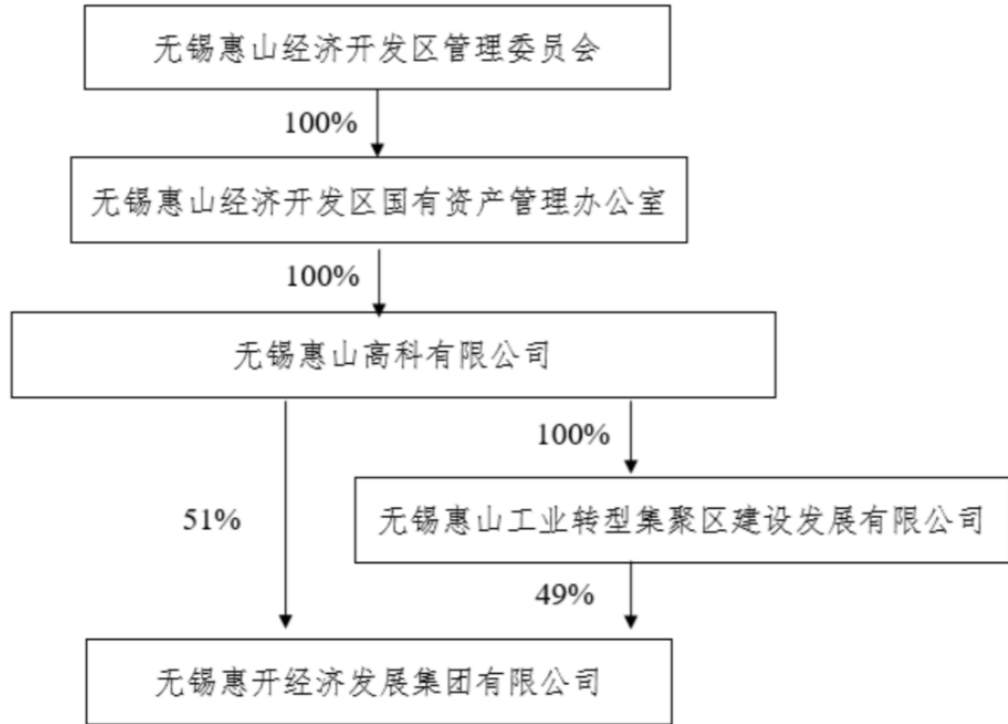 无锡惠山经济开发区管理委员会
100%
无锡惠山经济开发区国有资产管理办公室
100%
无锡惠山高科有限公司
100%
51%
无锡惠山工业转型集聚区建设发展有限公司
49%
无锡惠开经济发展集团有限公司